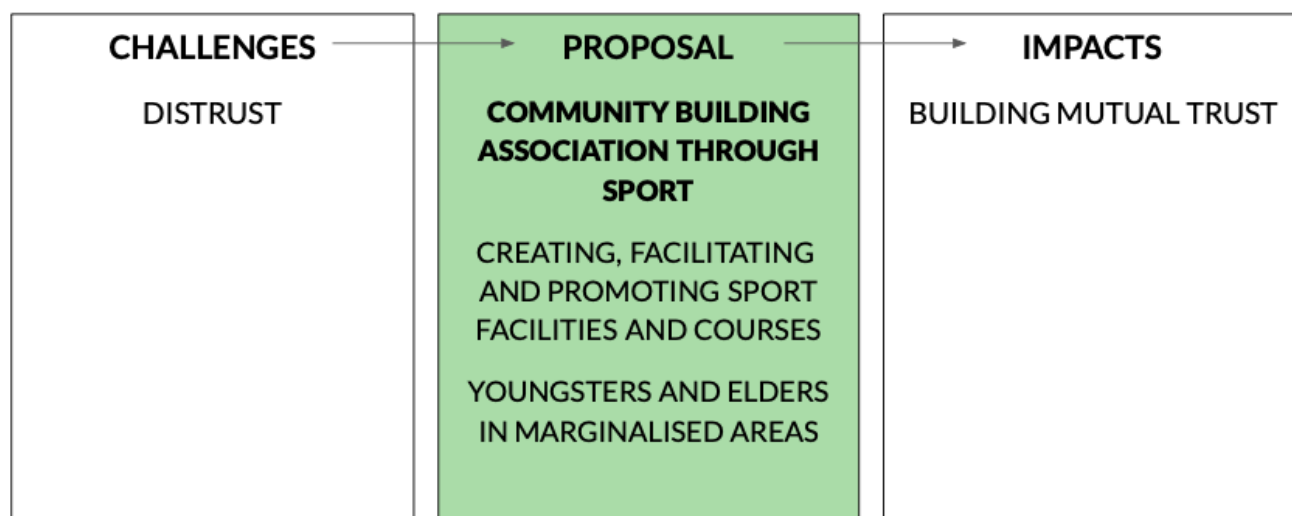 CHALLENGES
DISTRUST
PROPOSAL
COMMUNITY BUILDING
ASSOCIATION THROUGH
SPORT
CREATING, FACILITATING
AND PROMOTING SPORT
FACILITIES AND COURSES
YOUNGSTERS AND ELDERS
IN MARGINALISED AREAS
IMPACTS
BUILDING MUTUAL TRUST